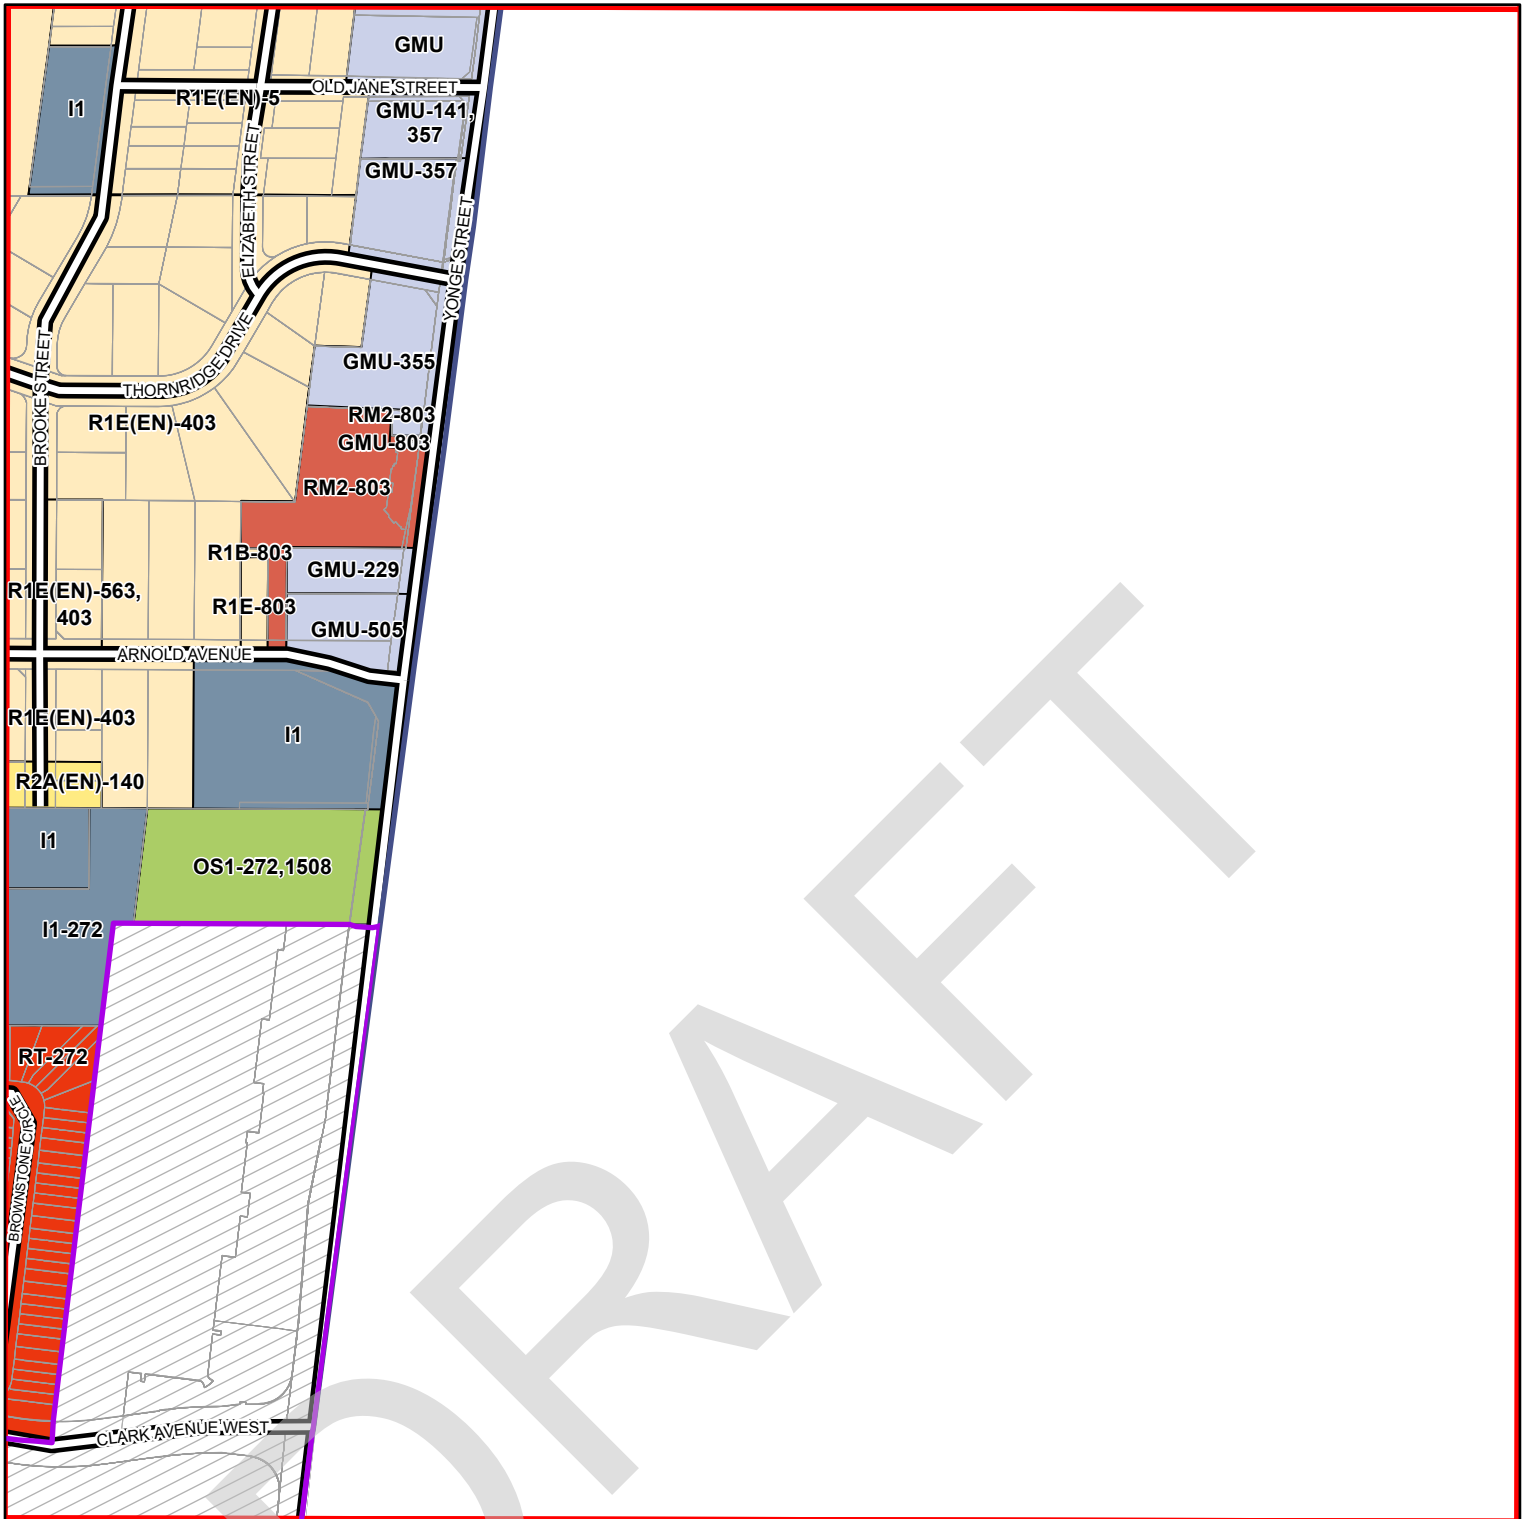 GMU
OLD JANE STREET
I1
R1E(EN)-5
GMU-141,
357
GMU-357
ELIZABETH STREET
YONGE STREET
THORNRIDGE DRIVE
BROOKE STREET
GMU-355
R1E(EN)-403
RM2-803
GMU-803
RM2-803
R1B-803
GMU-229
R1E(EN)-563,
403
R1E-803
GMU-505
ARNOLD AVENUE
R1E(EN)-403
I1
R2A(EN)-140
I1
OS1-272,1508
I1-272
RT-272
BROWNSTONE CIRCLE
CLARK AVENUE WEST
DRAFT